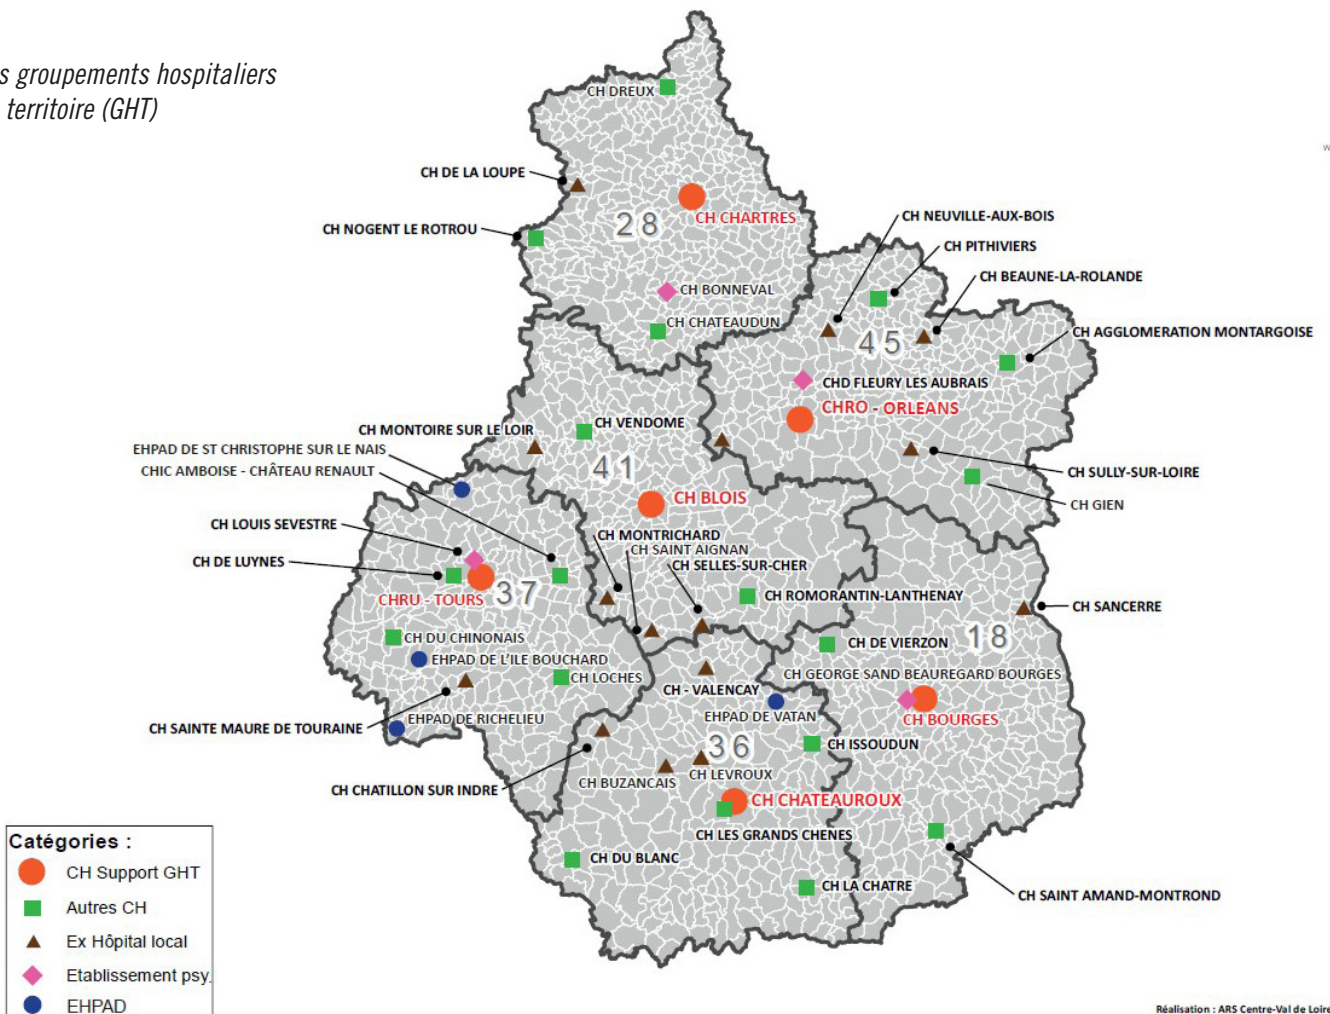 s groupements hospitaliers
territoire (GHT)
w
CH DREUX
CH DE LA LOUPE
CH CHARTRES
28
CH NOGENT LE ROTROU
CH NEUVILLE-AUX-BOIS
CH PITHIVIERS
CH BEAUNE-LA-ROLANDE
CH BONNEVAL
CH CHATEAUDUN
45
CH AGGLOMERATION MONTARGOISE
CHD FLEURY LES AUBRAIS
CHRO - ORLEANS
CH VENDOME
CH MONTOIRE SUR LE LOIR
EHPAD DE ST CHRISTOPHE SUR LE NAIS
CHIC AMBOISE - CHÂTEAU RENAULT
41
CH SULLY-SUR-LOIRE
CH BLOIS
CH GIEN
CH LOUIS SEVESTRE
CH MONTRICHARD
CH SAINT AIGNAN
CH SELLES-SUR-CHER
CH DE LUYNES
CHRU - TOURS
37
CH ROMORANTIN-LANTHENAY
CH SANCERRE
18
CH DU CHINONAIS
CH DE VIERZON
EHPAD DE L'ILE BOUCHARD
CH LOCHES
CH GEORGE SAND BEAUREGARD BOURGES
CH - VALENCAY
EHPAD DE RICHELIEU
EHPAD DE VATAN
CH BOURGES
CH SAINTE MAURE DE TOURAINE
36
CH ISSOUDUN
CH LEVROUX
CH BUZANCAIS
CH CHATILLON SUR INDRE
CH CHATEAUROUX
CH LES GRANDS CHENES
CH DU BLANC
CH LA CHATRE
CH SAINT AMAND-MONTROND
Catégories :
CH Support GHT
Autres CH
Ex Hôpital local
Etablissement psy.
EHPAD
Réalisation : ARS Centre-Val de Loire